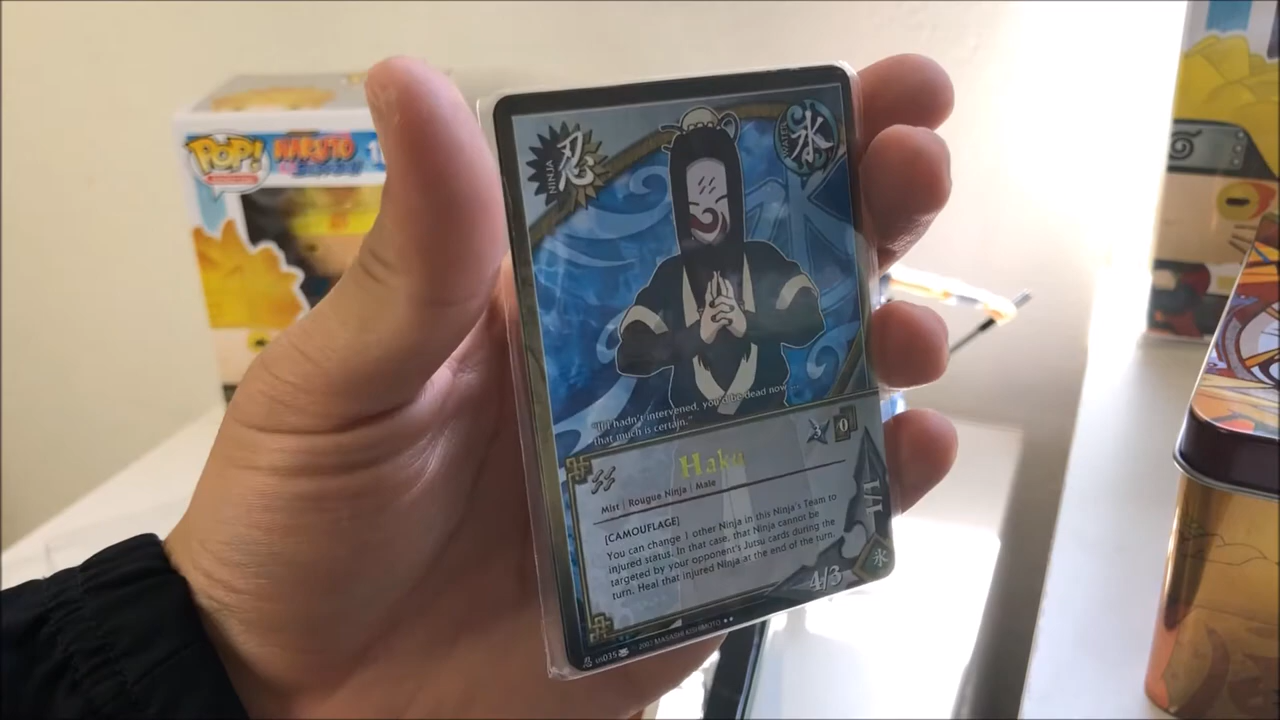 POP!
NARUTO
NINJA
忍
WATER
水
"If I hadn't intervened, you'd be dead now...
that much is certain."
0
Haku
Mist | Rougue Ninja | Male
[CAMOUFLAGE]
You can change 1 other Ninja in this Ninja's Team to
injured status. In that case, that Ninja cannot be
targeted by your opponent's Jutsu cards during the
turn. Heal that injured Ninja at the end of the turn.
1/1
4/3
水
忍 US035 2002 MASASHI KISHIMOTO